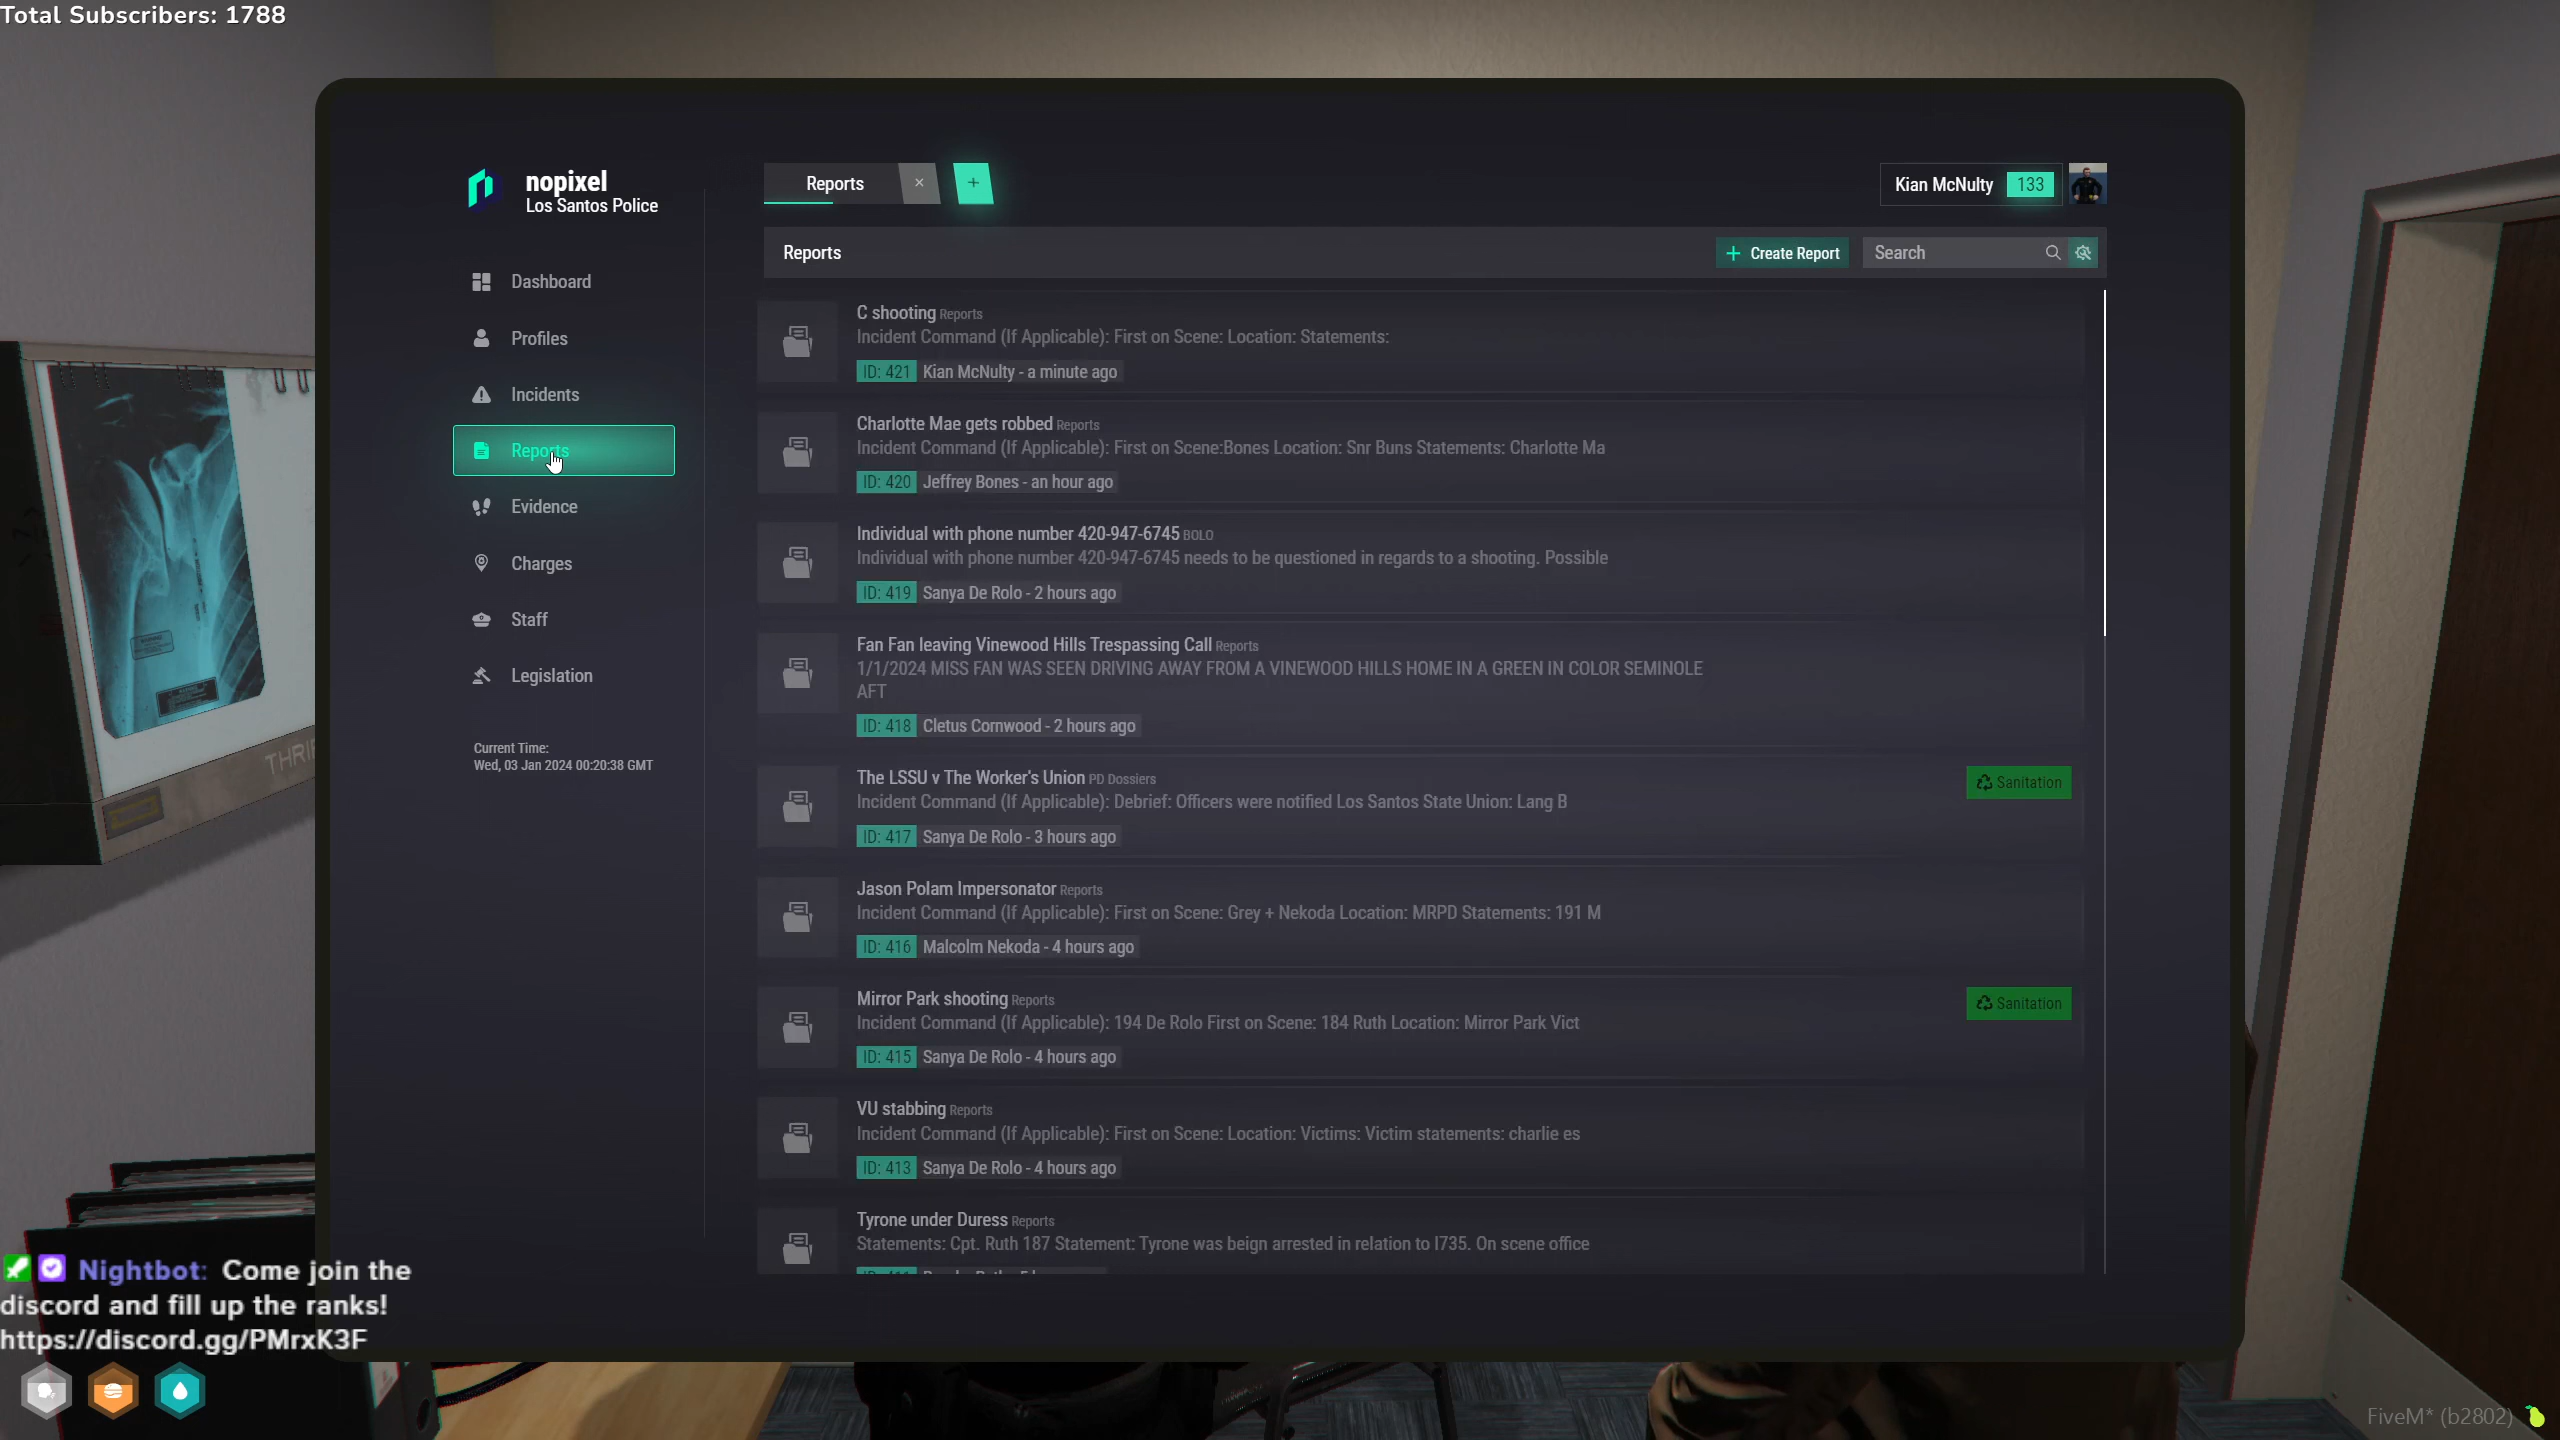 Total Subscribers: 1788
nopixel
Los Santos Police
Reports
Kian McNulty 133
Reports
Create Report
Search
Dashboard
Profiles
Incidents
Reports
Evidence
Charges
Staff
Legislation
Current Time:
Wed, 03 Jan 2024 00:20:38 GMT
C shooting Reports
Incident Command (If Applicable): First on Scene: Location: Statements:
ID: 421 Kian McNulty - a minute ago
Charlotte Mae gets robbed Reports
Incident Command (If Applicable): First on Scene:Bones Location: Snr Buns Statements: Charlotte Ma
ID: 420 Jeffrey Bones - an hour ago
Individual with phone number 420-947-6745 BOLO
Individual with phone number 420-947-6745 needs to be questioned in regards to a shooting. Possible
ID: 419 Sanya De Rolo - 2 hours ago
Fan Fan leaving Vinewood Hills Trespassing Call Reports
1/1/2024 MISS FAN WAS SEEN DRIVING AWAY FROM A VINEWOOD HILLS HOME IN A GREEN IN COLOR SEMINOLE
AFT
ID: 418 Cletus Cornwood - 2 hours ago
The LSSU v The Worker's Union PD Dossiers
Sanitation
Incident Command (If Applicable): Debrief: Officers were notified Los Santos State Union: Lang B
ID: 417 Sanya De Rolo - 3 hours ago
Jason Polam Impersonator Reports
Incident Command (If Applicable): First on Scene: Grey + Nekoda Location: MRPD Statements: 191 M
ID: 416 Malcolm Nekoda - 4 hours ago
Mirror Park shooting Reports
Sanitation
Incident Command (If Applicable): 194 De Rolo First on Scene: 184 Ruth Location: Mirror Park Vict
ID: 415 Sanya De Rolo - 4 hours ago
VU stabbing Reports
Incident Command (If Applicable): First on Scene: Location: Victims: Victim statements: charlie es
ID: 413 Sanya De Rolo - 4 hours ago
Tyrone under Duress Reports
Statements: Cpt. Ruth 187 Statement: Tyrone was beign arrested in relation to I735. On scene office
Nightbot: Come join the
discord and fill up the ranks!
https://discord.gg/PMrxK3F
THRIF
FiveM* (b2802)